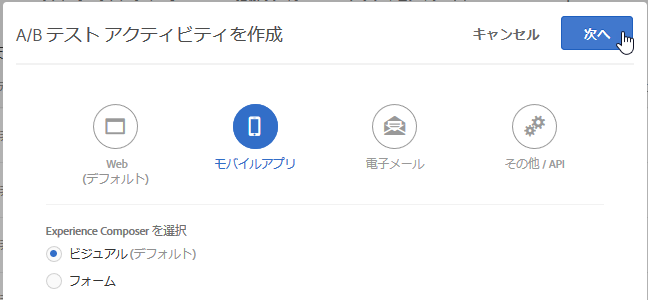 A/B テスト アクティビティを作成
キャンセル
次へ
Web
(デフォルト)
モバイルアプリ
電子メール
その他 / API
Experience Composer を選択
ビジュアル (デフォルト)
フォーム